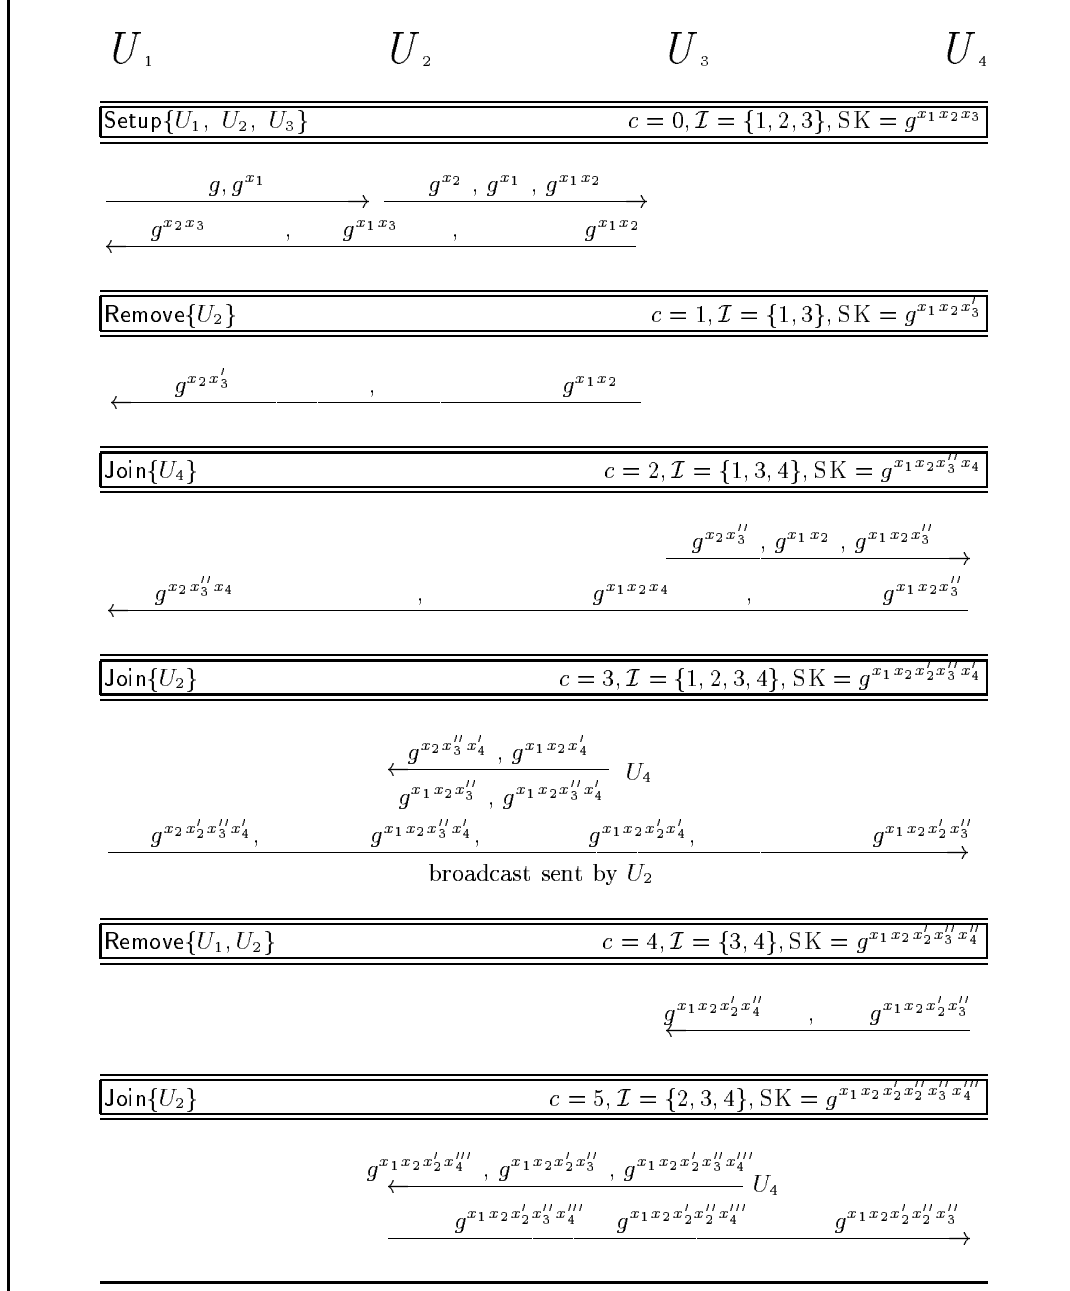 U₁ U₂ U₃ U₄
Setup{U₁, U₂, U₃} c = 0, ℐ = {1, 2, 3}, SK = g^{x₁x₂x₃}
g, g^{x₁} g^{x₂} , g^{x₁} , g^{x₁x₂}
g^{x₂x₃} , g^{x₁x₃} , g^{x₁x₂}
Remove{U₂} c = 1, ℐ = {1, 3}, SK = g^{x₁x₂x₃′}
g^{x₂x₃′} , g^{x₁x₂}
Join{U₄} c = 2, ℐ = {1, 3, 4}, SK = g^{x₁x₂x₃″x₄}
g^{x₂x₃″} , g^{x₁x₂} , g^{x₁x₂x₃″}
g^{x₂x₃″x₄} , g^{x₁x₂x₄} , g^{x₁x₂x₃″}
Join{U₂} c = 3, ℐ = {1, 2, 3, 4}, SK = g^{x₁x₂x₂′x₃″x₄′}
g^{x₂x₃″x₄′} , g^{x₁x₂x₄′}
U₄
g^{x₁x₂x₃″} , g^{x₁x₂x₃″x₄′}
g^{x₂x₂′x₃″x₄′}, g^{x₁x₂x₃″x₄′}, g^{x₁x₂x₂′x₄′}, g^{x₁x₂x₂′x₃″}
broadcast sent by U₂
Remove{U₁, U₂} c = 4, ℐ = {3, 4}, SK = g^{x₁x₂x₂′x₃″x₄″}
g^{x₁x₂x₂′x₄″} , g^{x₁x₂x₂′x₃″}
Join{U₂} c = 5, ℐ = {2, 3, 4}, SK = g^{x₁x₂x₂′x₂″x₃″x₄‴}
g^{x₁x₂x₂′x₄‴} , g^{x₁x₂x₂′x₃″} , g^{x₁x₂x₂′x₃″x₄‴}
U₄
g^{x₁x₂x₂′x₃″x₄‴} g^{x₁x₂x₂′x₂″x₄‴} g^{x₁x₂x₂′x₂″x₃″}